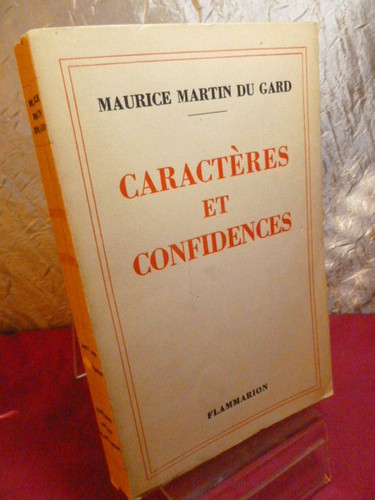 MAURICE MARTIN DU GARD
CARACTÈRES
ET
CONFIDENCES
FLAMMARION